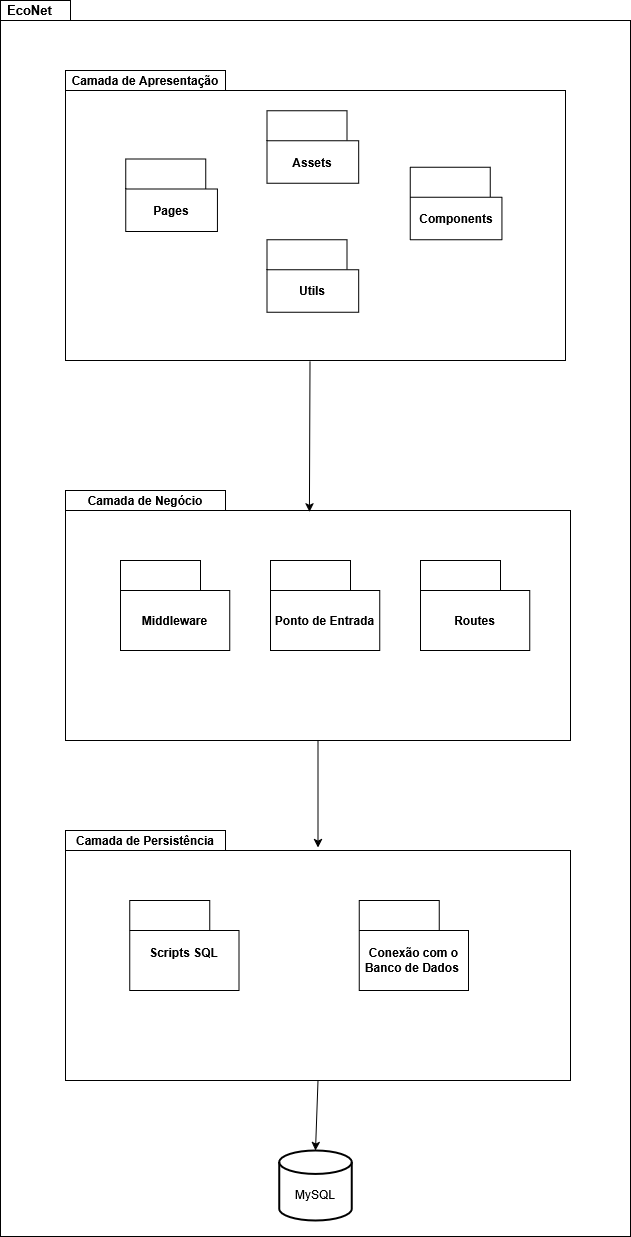 EcoNet
Camada de Apresentação
Assets
Pages
Components
Utils
Camada de Negócio
Middleware
Ponto de Entrada
Routes
Camada de Persistência
Scripts SQL
Conexão com o
Banco de Dados
MySQL